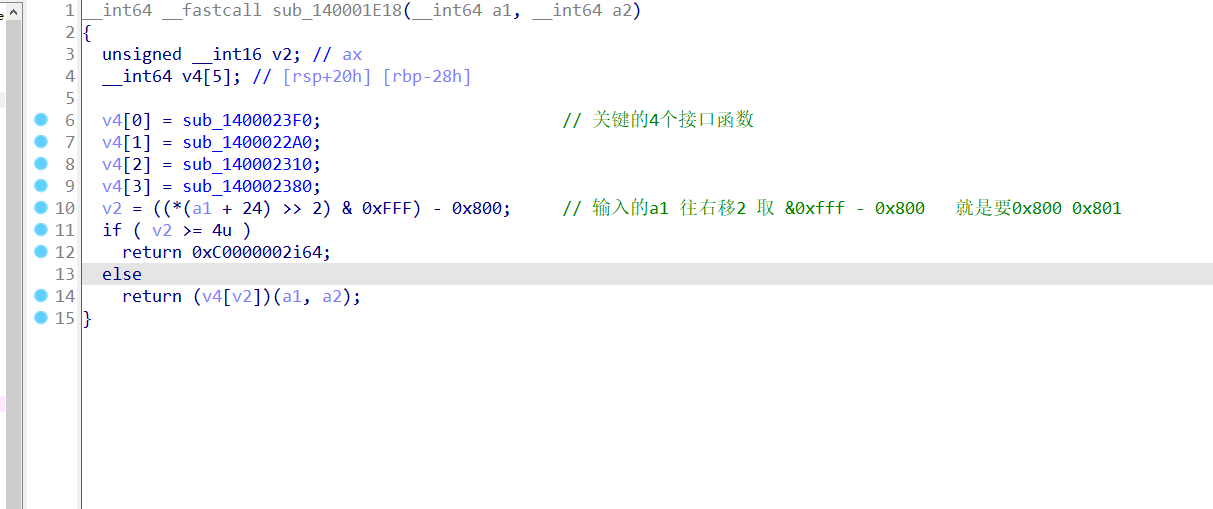 1 __int64 __fastcall sub_140001E18(__int64 a1, __int64 a2)
2 {
3 unsigned __int16 v2; // ax
4 __int64 v4[5]; // [rsp+20h] [rbp-28h]
5
6 v4[0] = sub_1400023F0; // 关键的4个接口函数
7 v4[1] = sub_1400022A0;
8 v4[2] = sub_140002310;
9 v4[3] = sub_140002380;
10 v2 = ((*(a1 + 24) >> 2) & 0xFFF) - 0x800; // 输入的a1 往右移2 取 &0xfff - 0x800 就是要0x800 0x801
11 if ( v2 >= 4u )
12 return 0xC0000002i64;
13 else
14 return (v4[v2])(a1, a2);
15 }